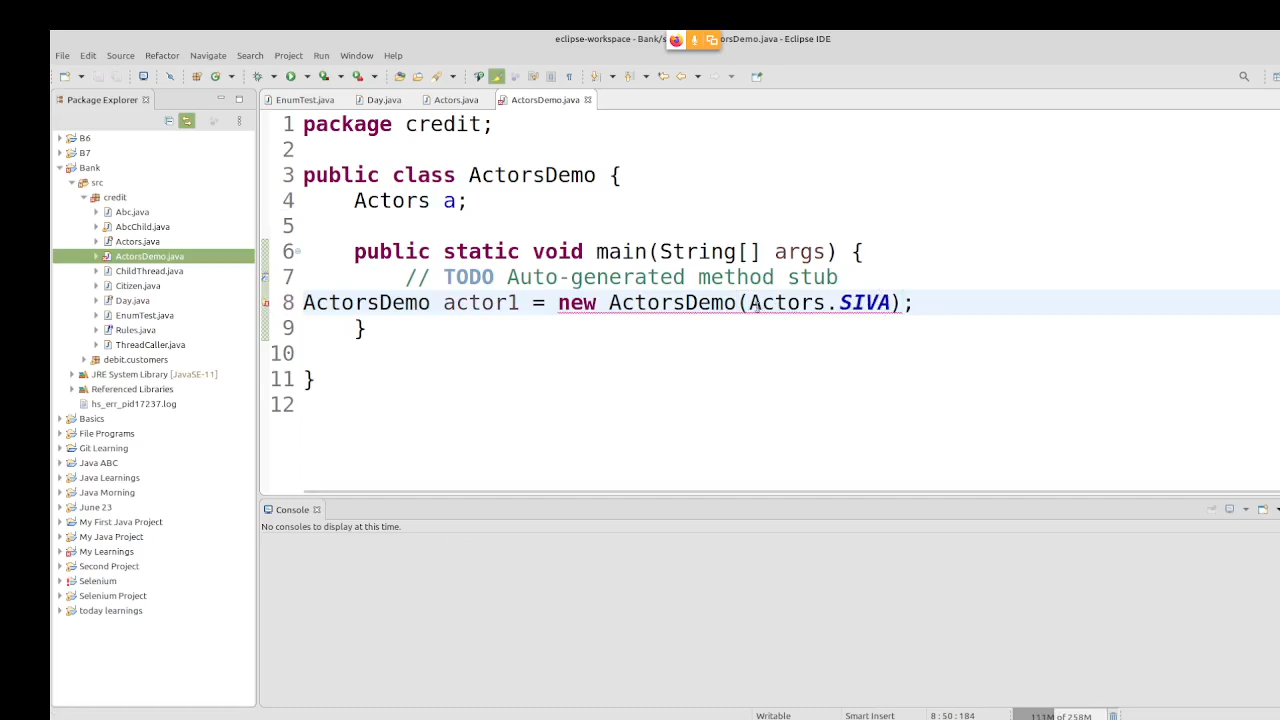 eclipse-workspace - Bank/s orsDemo.java - Eclipse IDE
File Edit Source Refactor Navigate Search Project Run Window Help
Package Explorer
EnumTest.java Day.java Actors.java ActorsDemo.java
B6
B7
Bank
src
credit
Abc.java
AbcChild.java
Actors.java
ActorsDemo.java
ChildThread.java
Citizen.java
Day.java
EnumTest.java
Rules.java
ThreadCaller.java
debit.customers
JRE System Library [JavaSE-11]
Referenced Libraries
hs_err_pid17237.log
Basics
File Programs
Git Learning
Java ABC
Java Learnings
Java Morning
June 23
My First Java Project
My Java Project
My Learnings
Second Project
Selenium
Selenium Project
today learnings
1 package credit;
2
3 public class ActorsDemo {
4 Actors a;
5
6 public static void main(String[] args) {
7 // TODO Auto-generated method stub
8 ActorsDemo actor1 = new ActorsDemo(Actors.SIVA);
9 }
10
11 }
12
Console
No consoles to display at this time.
Writable Smart Insert 8 : 50 : 184 113M of 258M